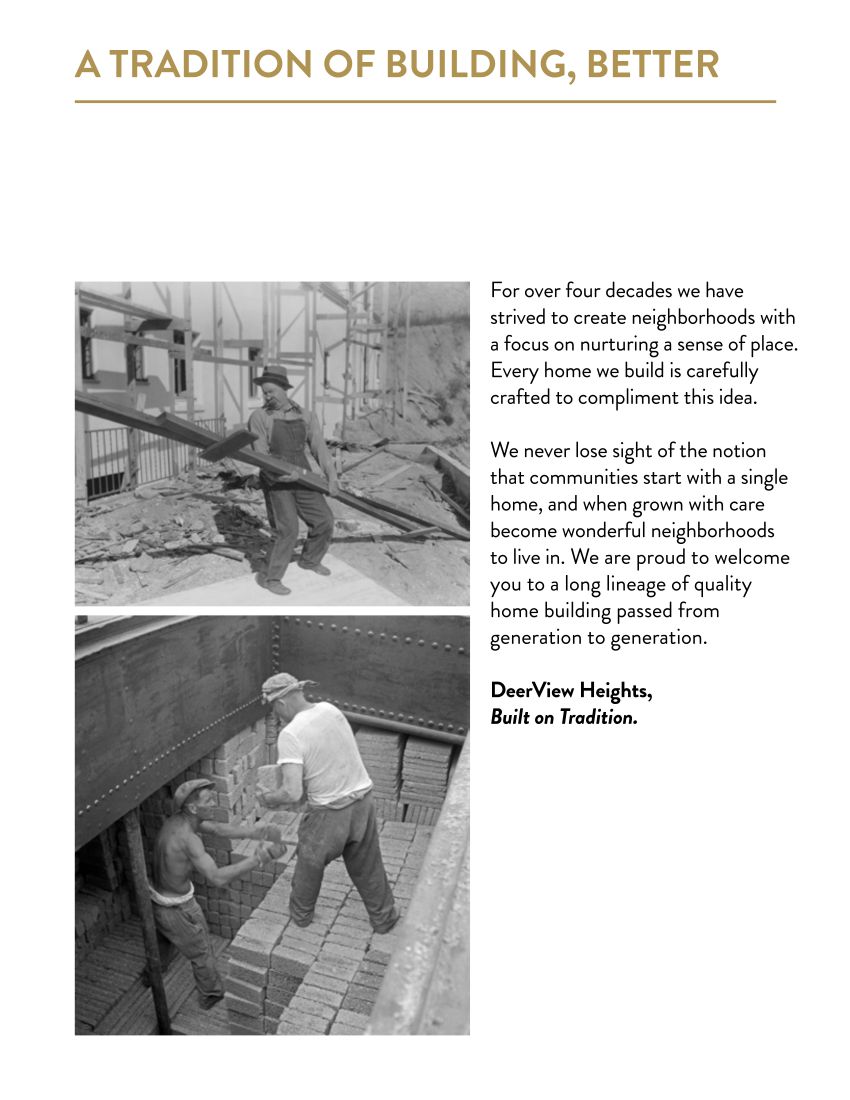 A TRADITION OF BUILDING, BETTER
For over four decades we have
strived to create neighborhoods with
a focus on nurturing a sense of place.
Every home we build is carefully
crafted to compliment this idea.
We never lose sight of the notion
that communities start with a single
home, and when grown with care
become wonderful neighborhoods
to live in. We are proud to welcome
you to a long lineage of quality
home building passed from
generation to generation.
DeerView Heights,
Built on Tradition.